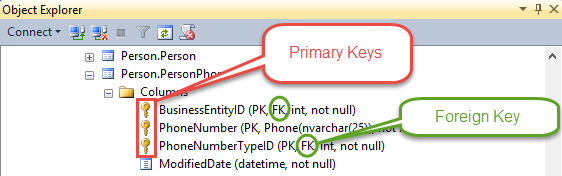 Object Explorer
Connect
Primary Keys
Person.Person
Person.PersonPh
Columns
BusinessEntityID (PK, FK, int, not null)
Foreign Key
PhoneNumber (PK, Phone(nvarchar(25)), not n
PhoneNumberTypeID (PK, FK, int, not null)
ModifiedDate (datetime, not null)